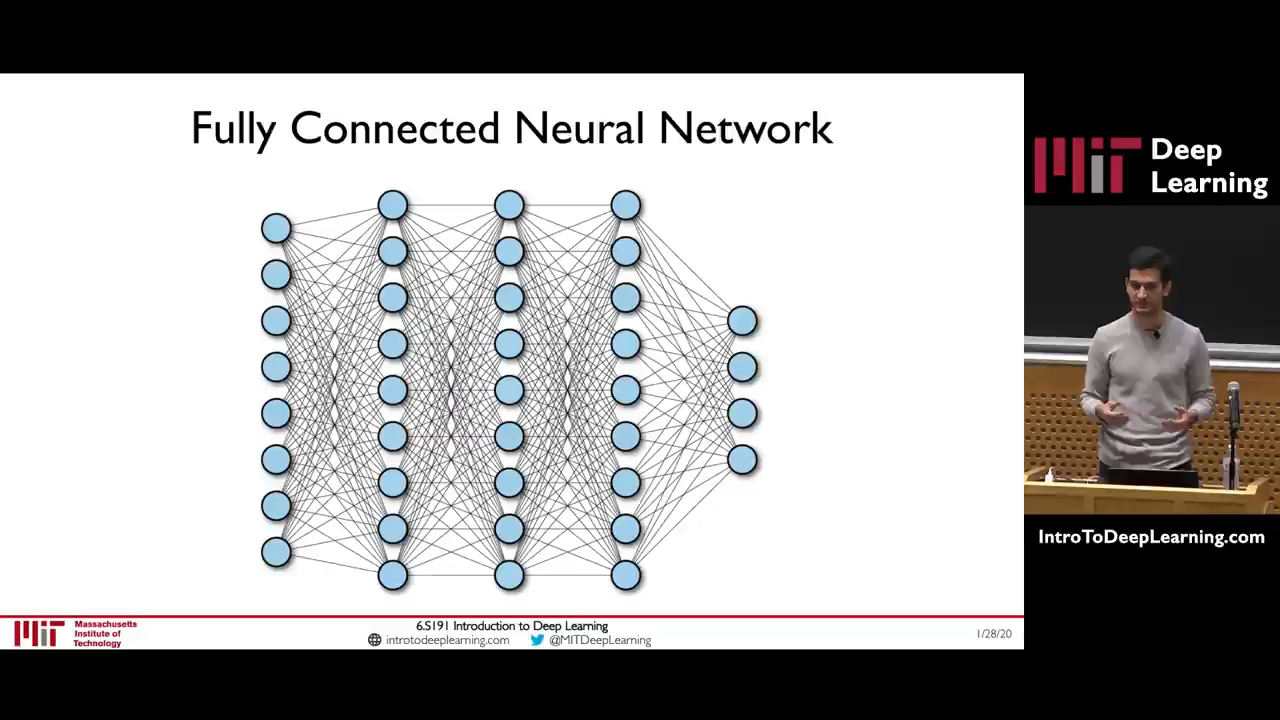 Fully Connected Neural Network
MIT Deep
Learning
IntroToDeepLearning.com
MIT Massachusetts
Institute of
Technology
6.S191 Introduction to Deep Learning
introtodeeplearning.com @MITDeepLearning
1/28/20